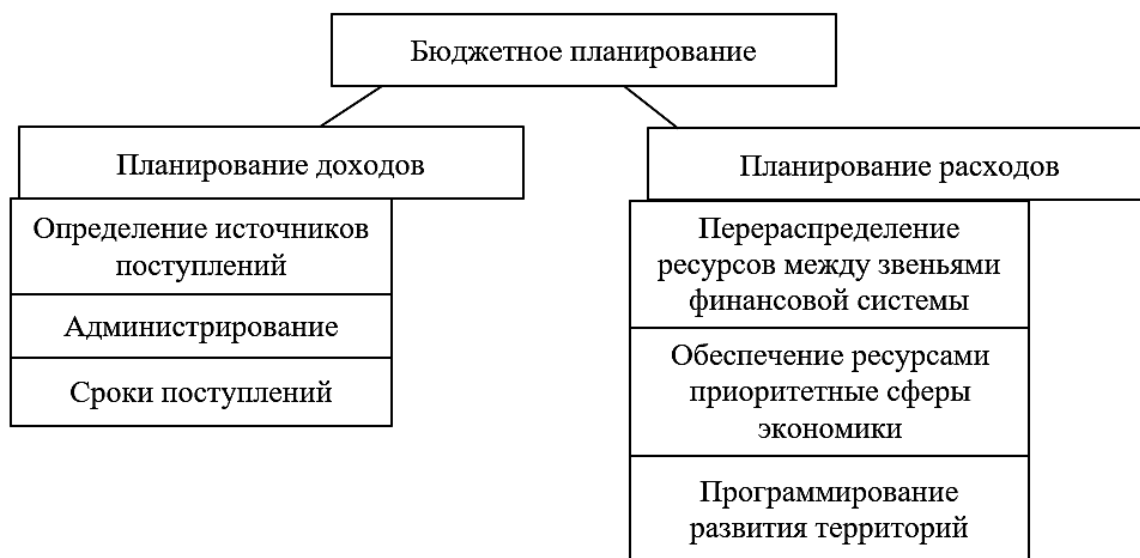 Бюджетное планирование
Планирование доходов
Определение источников
поступлений
Администрирование
Сроки поступлений
Планирование расходов
Перераспределение
ресурсов между звеньями
финансовой системы
Обеспечение ресурсами
приоритетные сферы
экономики
Программирование
развития территорий